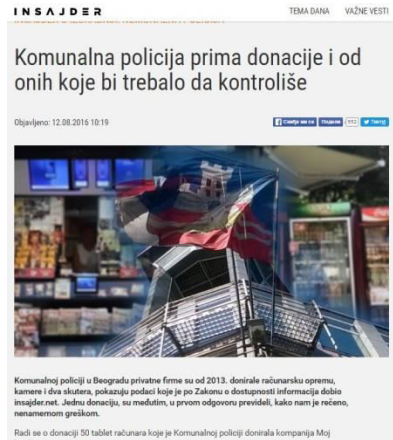 INSAJDER TEMA DANA VAŽNE VESTI
Komunalna policija prima donacije i od
onih koje bi trebalo da kontroliše
Objavljeno: 12.08.2016 10:19
Komunalnoj policiji u Beogradu privatne firme su od 2013. donirale računarsku opremu,
kamere i dva skutera, pokazuju podaci koje je po Zakonu o dostupnosti informacija dobio
insajder.net. Jednu donaciju, su međutim, u prvom odgovoru prevideli, kako nam je rečeno,
nenamernom greškom.
Radi se o donaciji 50 tablet računara koje je Komunalnoj policiji donirala kompanija Moj